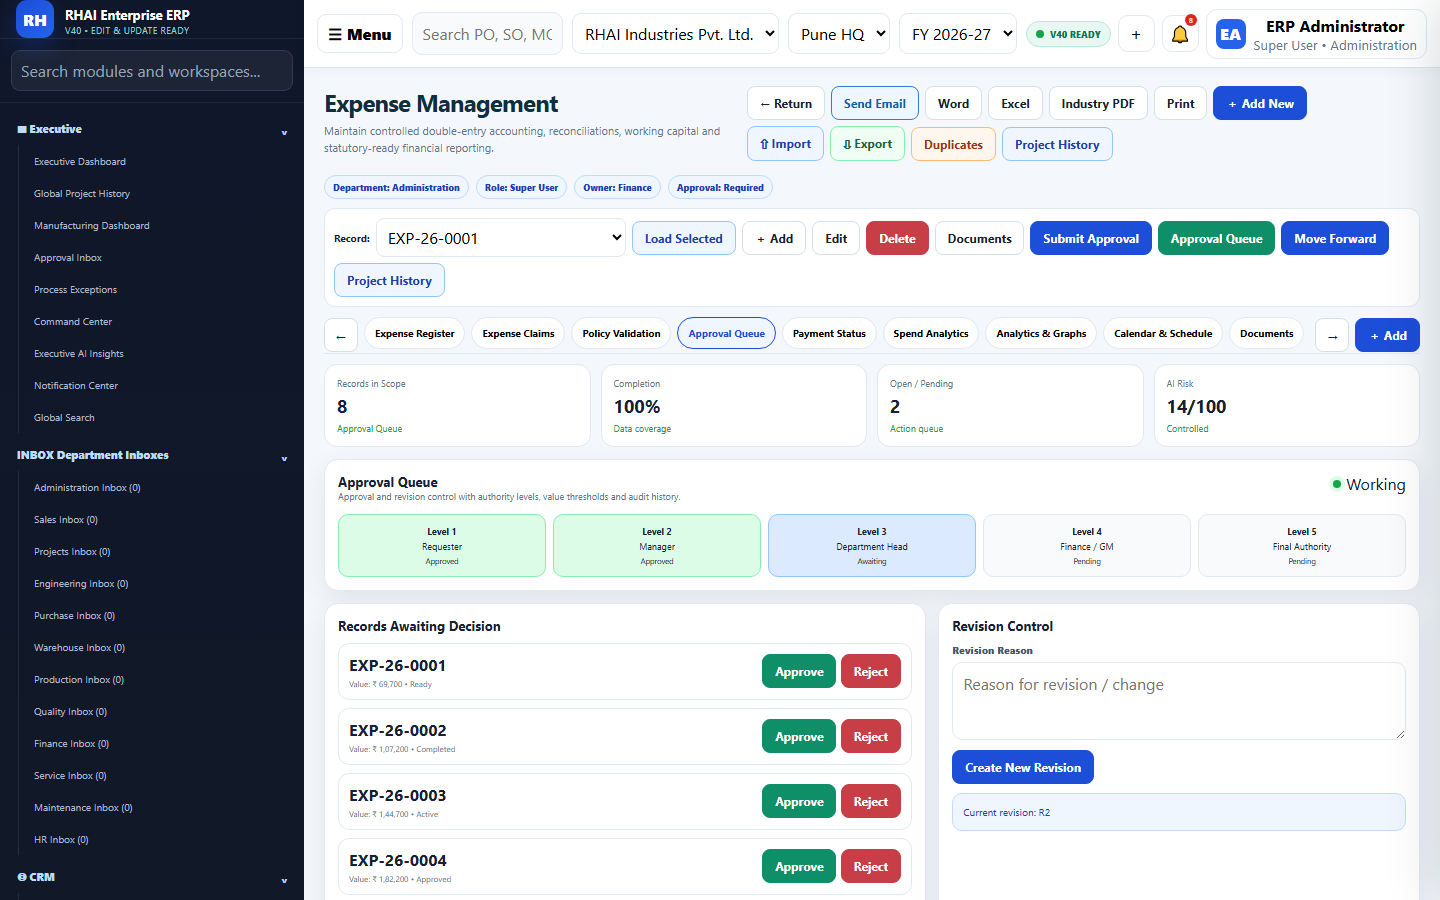 RH
RHAI Enterprise ERP
V40 • EDIT & UPDATE READY
Search modules and workspaces...
Executive
Executive Dashboard
Global Project History
Manufacturing Dashboard
Approval Inbox
Process Exceptions
Command Center
Executive AI Insights
Notification Center
Global Search
INBOX Department Inboxes
Administration Inbox (0)
Sales Inbox (0)
Projects Inbox (0)
Engineering Inbox (0)
Purchase Inbox (0)
Warehouse Inbox (0)
Production Inbox (0)
Quality Inbox (0)
Finance Inbox (0)
Service Inbox (0)
Maintenance Inbox (0)
HR Inbox (0)
CRM
☰ Menu
Search PO, SO, MC
RHAI Industries Pvt. Ltd.
Pune HQ
FY 2026-27
V40 READY
+
8
EA
ERP Administrator
Super User • Administration
Expense Management
Maintain controlled double-entry accounting, reconciliations, working capital and
statutory-ready financial reporting.
← Return
Send Email
Word
Excel
Industry PDF
Print
+ Add New
⇧ Import
⇩ Export
Duplicates
Project History
Department: Administration
Role: Super User
Owner: Finance
Approval: Required
Record:
EXP-26-0001
Load Selected
+ Add
Edit
Delete
Documents
Submit Approval
Approval Queue
Move Forward
Project History
←
Expense Register
Expense Claims
Policy Validation
Approval Queue
Payment Status
Spend Analytics
Analytics & Graphs
Calendar & Schedule
Documents
→
+ Add
Records in Scope
8
Approval Queue
Completion
100%
Data coverage
Open / Pending
2
Action queue
AI Risk
14/100
Controlled
Approval Queue
Approval and revision control with authority levels, value thresholds and audit history.
Working
Level 1
Requester
Approved
Level 2
Manager
Approved
Level 3
Department Head
Awaiting
Level 4
Finance / GM
Pending
Level 5
Final Authority
Pending
Records Awaiting Decision
EXP-26-0001
Value: ₹ 69,700 • Ready
Approve
Reject
EXP-26-0002
Value: ₹ 1,07,200 • Completed
Approve
Reject
EXP-26-0003
Value: ₹ 1,44,700 • Active
Approve
Reject
EXP-26-0004
Value: ₹ 1,82,200 • Approved
Approve
Reject
Revision Control
Revision Reason
Reason for revision / change
Create New Revision
Current revision: R2